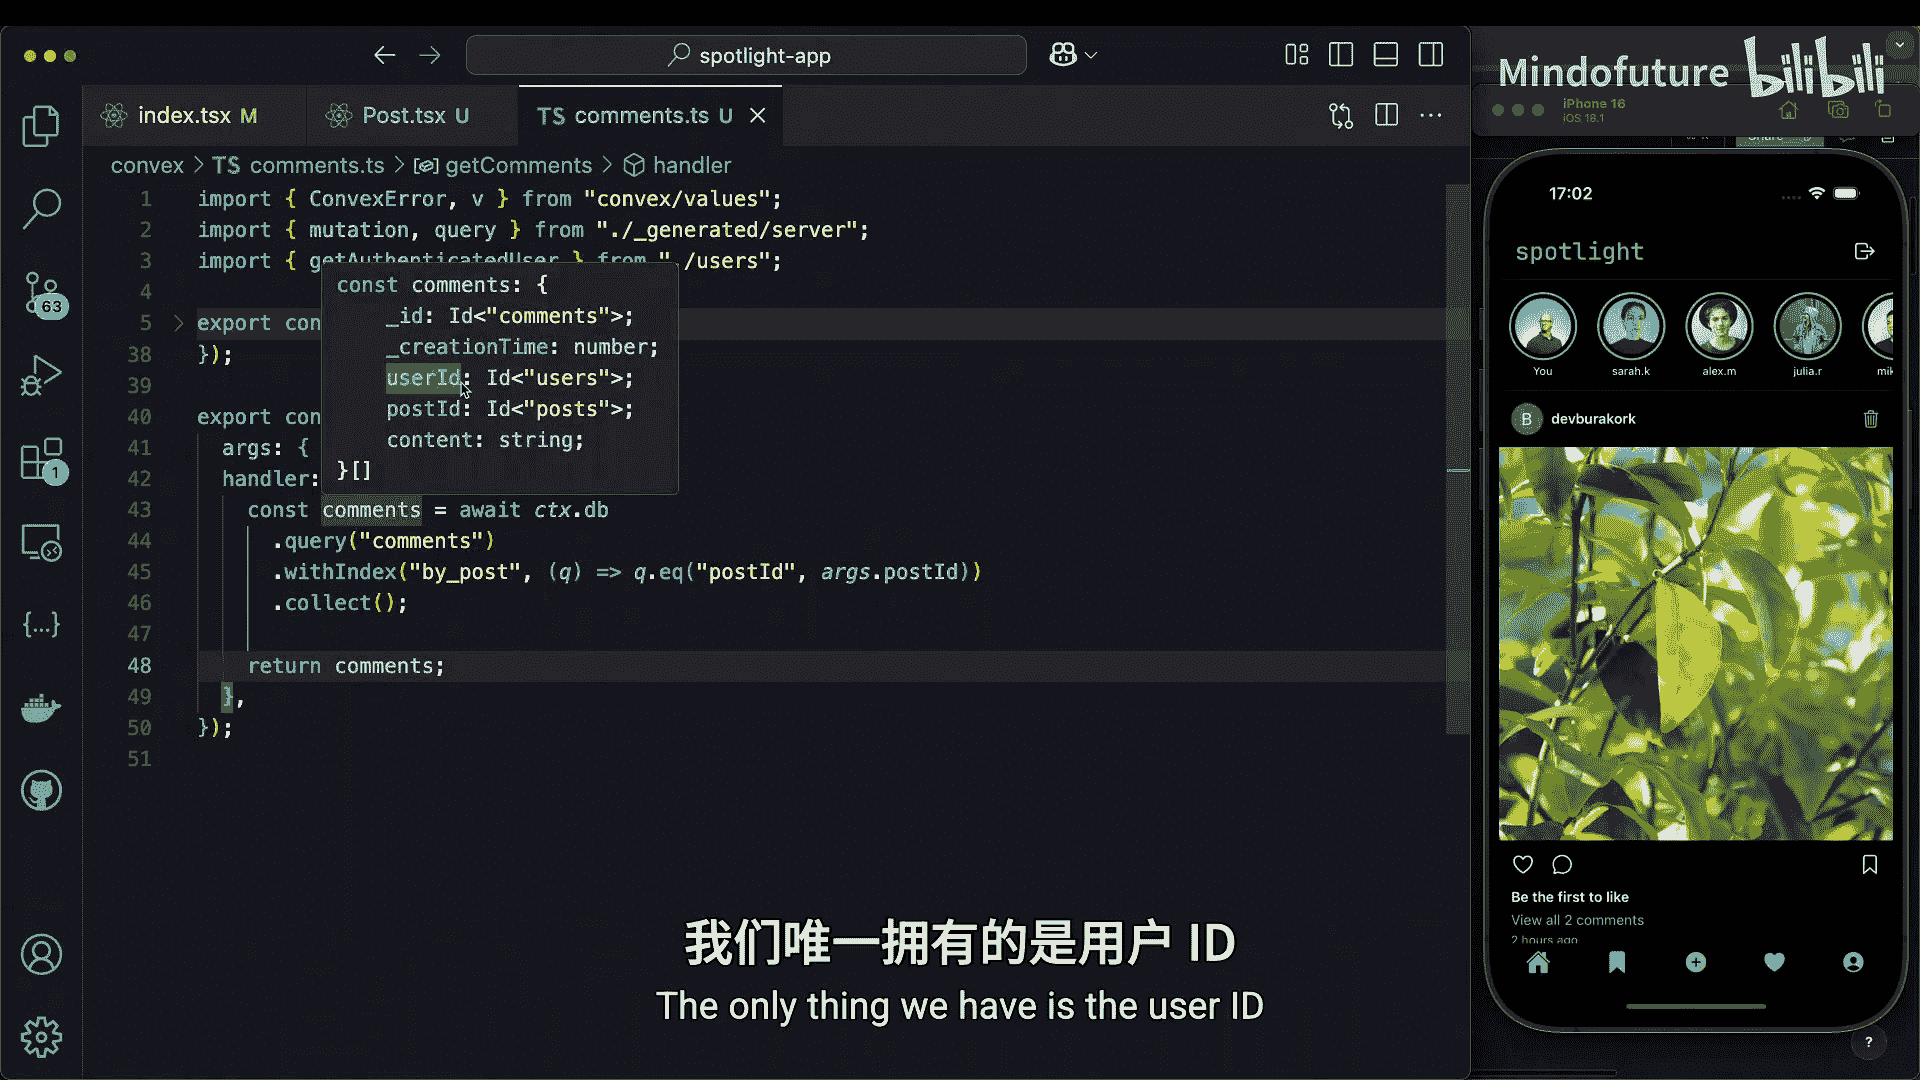 spotlight-app
index.tsx M
Post.tsx U
TS comments.ts U
convex > TS comments.ts > getComments > handler
1 import { ConvexError, v } from "convex/values";
2 import { mutation, query } from "./_generated/server";
3 import { getAuthenticatedUser } from "./users";
4
5 export con
38 });
39
40 export con
41 args: {
42 handler:
const comments: {
_id: Id<"comments">;
_creationTime: number;
userId: Id<"users">;
postId: Id<"posts">;
content: string;
}[]
43 const comments = await ctx.db
44 .query("comments")
45 .withIndex("by_post", (q) => q.eq("postId", args.postId))
46 .collect();
47
48 return comments;
49 },
50 });
51
63
1
我们唯一拥有的是用户 ID
The only thing we have is the user ID
Mindofuture bilibili
iPhone 16
iOS 18.1
17:02
spotlight
You
sarah.k
alex.m
julia.r
mik
B devburakork
Be the first to like
View all 2 comments
2 hours ago
?